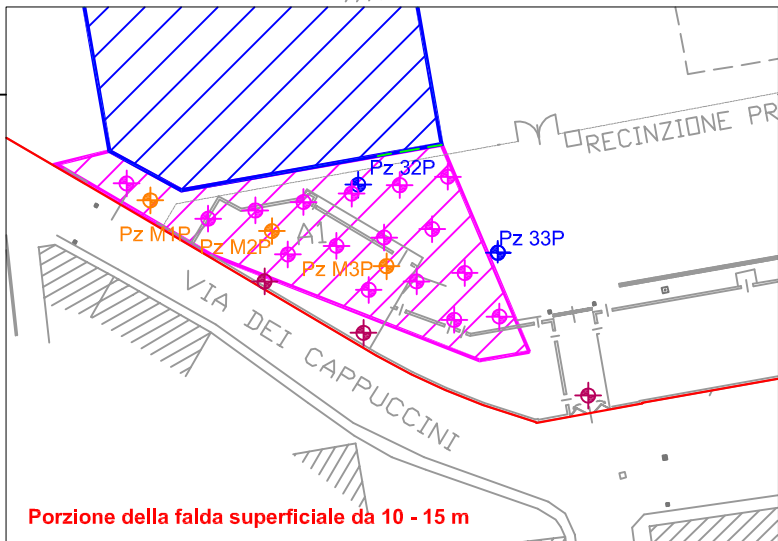 RECINZIONE PR
Pz 32P
Pz M1P
Pz M2P
A1
Pz 33P
Pz M3P
VIA DEI CAPPUCCINI
Porzione della falda superficiale da 10 - 15 m